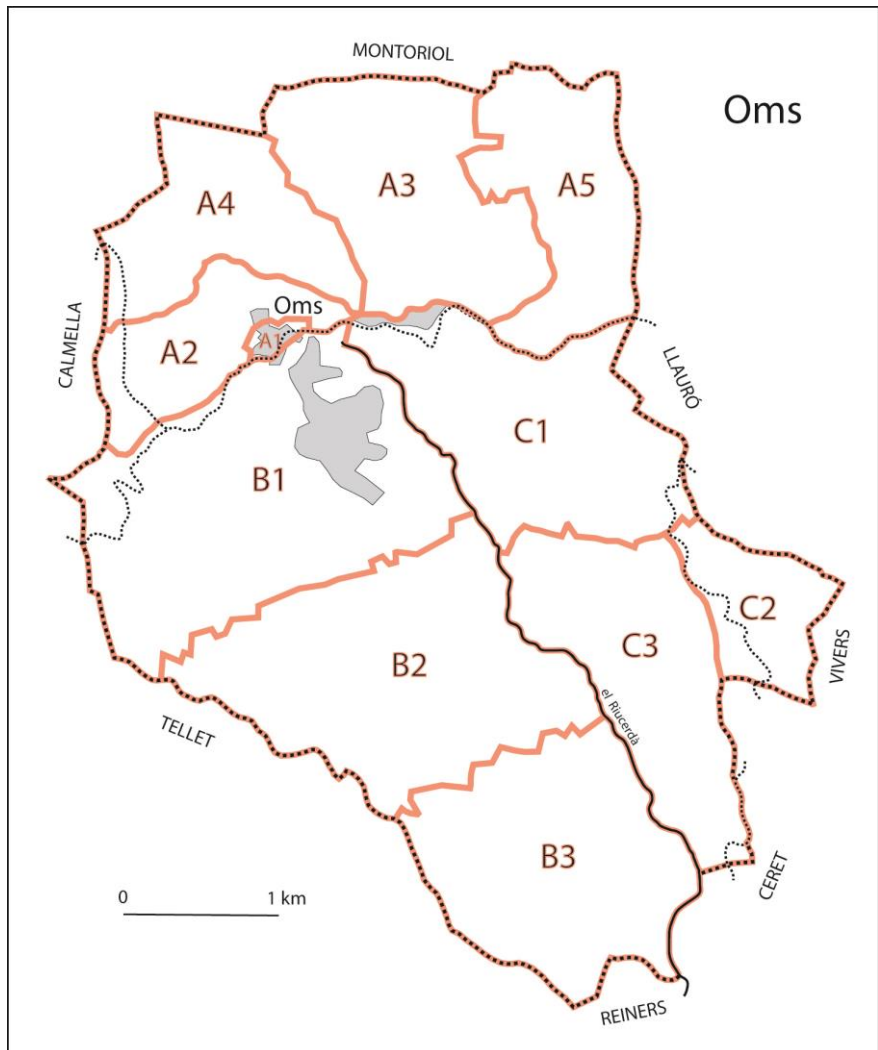 MONTORIOL
Oms
A3
A5
A4
Oms
A1
A2
CALMELLA
LLAURÓ
C1
B1
C2
C3
B2
VIVERS
el Riucerdà
TELLET
B3
CERET
0 1 km
REINERS